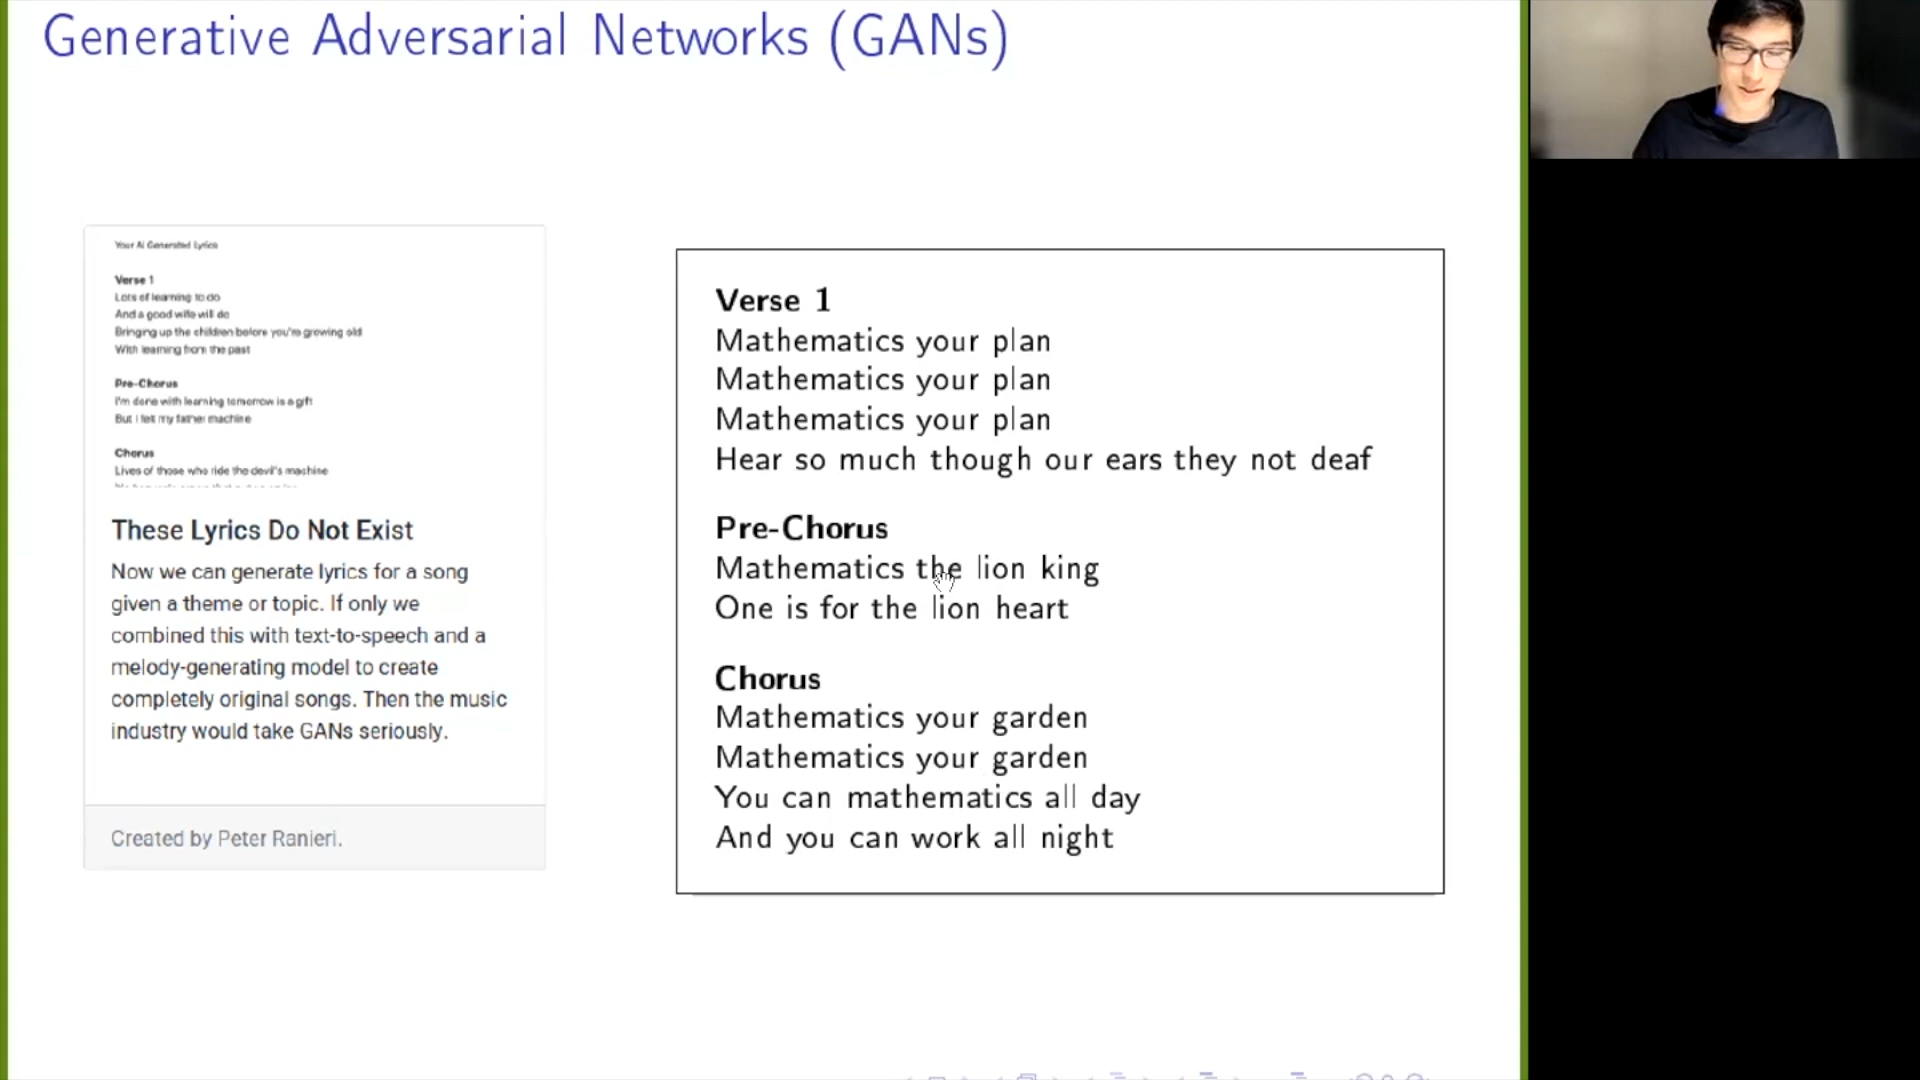 Generative Adversarial Networks (GANs)
Your AI Generated Lyrics
Verse 1
Lots of learning to do
And a good wife will do
Bringing up the children before you're growing old
With learning from the past
Pre-Chorus
I'm done with learning tomorrow is a gift
But I felt my father machine
Chorus
Lives of those who ride the devil's machine
These Lyrics Do Not Exist
Now we can generate lyrics for a song
given a theme or topic. If only we
combined this with text-to-speech and a
melody-generating model to create
completely original songs. Then the music
industry would take GANs seriously.
Created by Peter Ranieri.
Verse 1
Mathematics your plan
Mathematics your plan
Mathematics your plan
Hear so much though our ears they not deaf
Pre-Chorus
Mathematics the lion king
One is for the lion heart
Chorus
Mathematics your garden
Mathematics your garden
You can mathematics all day
And you can work all night